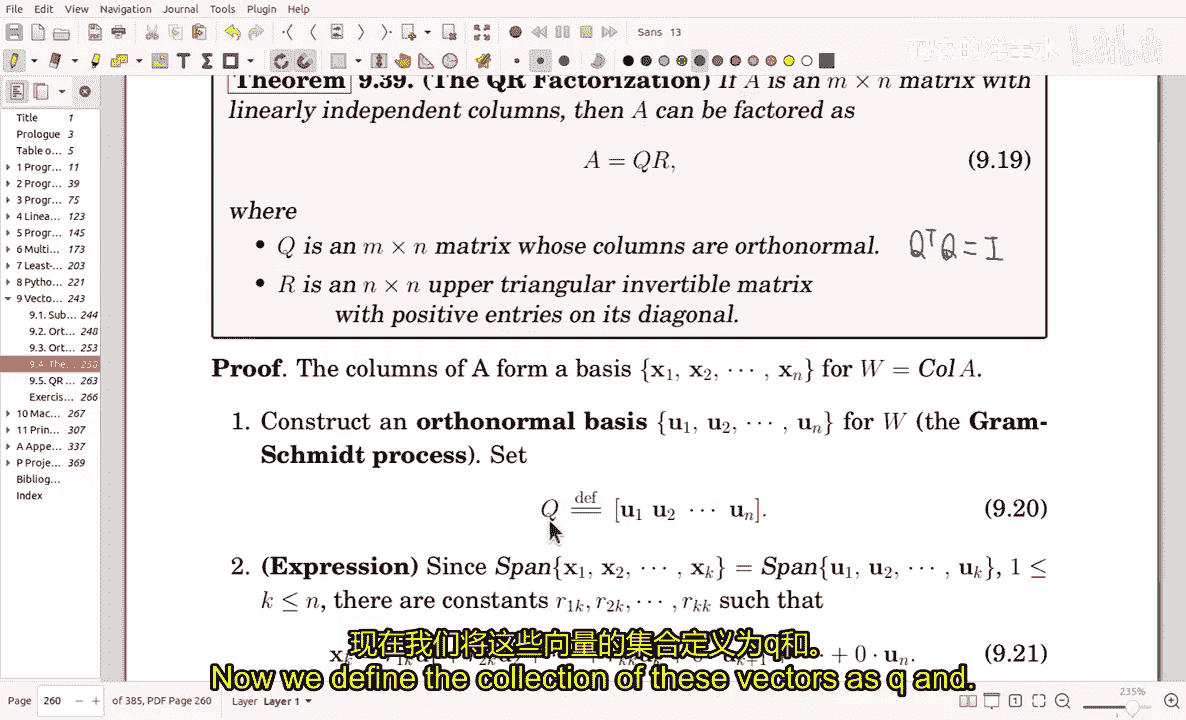 File Edit View Navigation Journal Tools Plugin Help
Sans 13
Theorem 9.39. (The QR Factorization) If A is an m × n matrix with
linearly independent columns, then A can be factored as
A = QR, (9.19)
where
• Q is an m × n matrix whose columns are orthonormal. QᵀQ = I
• R is an n × n upper triangular invertible matrix
with positive entries on its diagonal.
Proof. The columns of A form a basis {x₁, x₂, ⋯ , xₙ} for W = Col A.
1. Construct an orthonormal basis {u₁, u₂, ⋯ , uₙ} for W (the Gram-
Schmidt process). Set
Q def [u₁ u₂ ⋯ uₙ]. (9.20)
2. (Expression) Since Span{x₁, x₂, ⋯ , xₖ} = Span{u₁, u₂, ⋯ , uₖ}, 1 ≤
k ≤ n, there are constants r₁ₖ, r₂ₖ, ⋯ , rₖₖ such that
+ 0 · uₙ. (9.21)
现在我们将这些向量的集合定义为q和。
Now we define the collection of these vectors as q and.
Title 1
Prologue 3
Table o... 5
1 Progr... 11
2 Progr... 39
3 Progr... 75
4 Linea... 123
5 Progr... 145
6 Multi... 173
7 Least-... 203
8 Pytho... 221
9 Vecto... 243
9.1. Sub... 244
9.2. Ort... 248
9.3. Ort... 253
9.4. The... 258
9.5. QR ... 263
Exercis... 266
10 Mac... 267
11 Prin... 307
A Appe... 337
P Proje... 369
Bibliog...
Index
Page 260 of 385, PDF Page 260 Layer Layer 1
235%